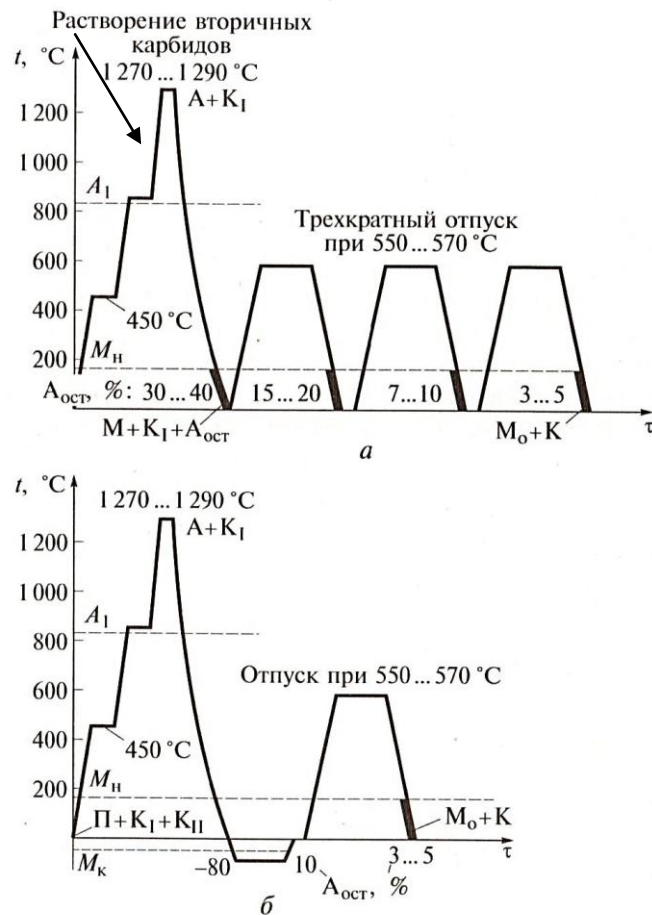 Растворение вторичных
карбидов
t, °C
1 270 ... 1 290 °C
A + K_I
1 200
1 000
A_1
800
Трехкратный отпуск
при 550 ... 570 °C
600
400
450 °C
M_н
200
A_ост, %: 30 ... 40
15 ... 20
7 ... 10
3 ... 5
τ
M + K_I + A_ост
M_о + K
а
t, °C
1 270 ... 1 290 °C
A + K_I
1 200
1 000
A_1
800
Отпуск при 550 ... 570 °C
600
400
450 °C
M_н
200
П + K_I + K_II
M_о + K
τ
M_к
−80
10
3 ... 5
A_ост, %
б